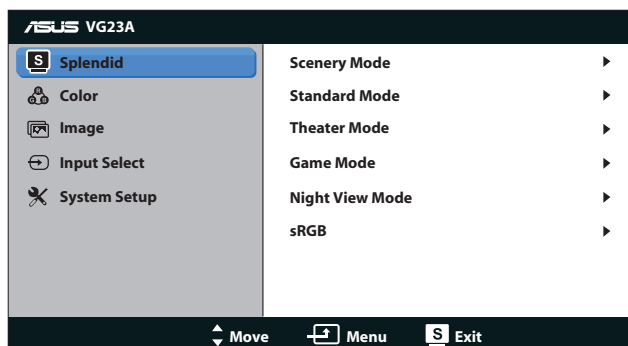 ASUS VG23A
S Splendid
Color
Image
Input Select
System Setup
Scenery Mode
Standard Mode
Theater Mode
Game Mode
Night View Mode
sRGB
Move Menu S Exit